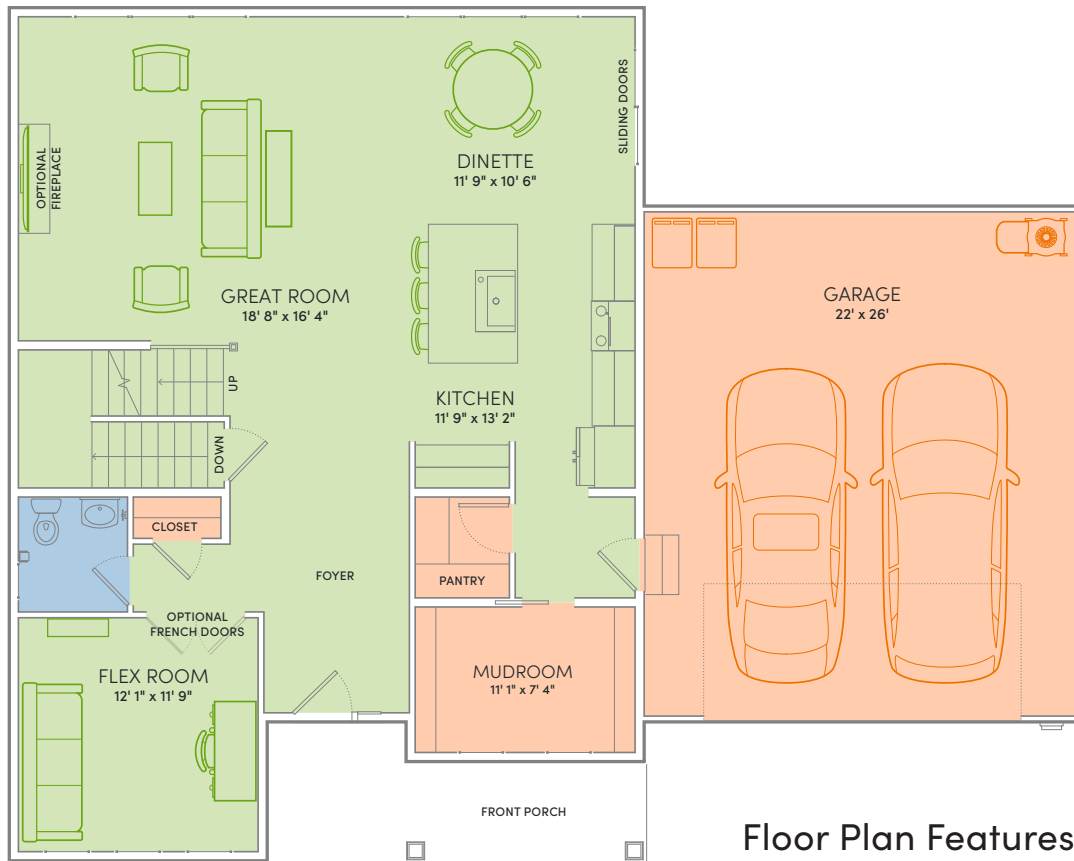 SLIDING DOORS
OPTIONAL
FIREPLACE
DINETTE
11' 9" x 10' 6"
GREAT ROOM
18' 8" x 16' 4"
GARAGE
22' x 26'
UP
KITCHEN
11' 9" x 13' 2"
DOWN
CLOSET
FOYER
PANTRY
OPTIONAL
FRENCH DOORS
FLEX ROOM
12' 1" x 11' 9"
MUDROOM
11' 1" x 7' 4"
FRONT PORCH
Floor Plan Features